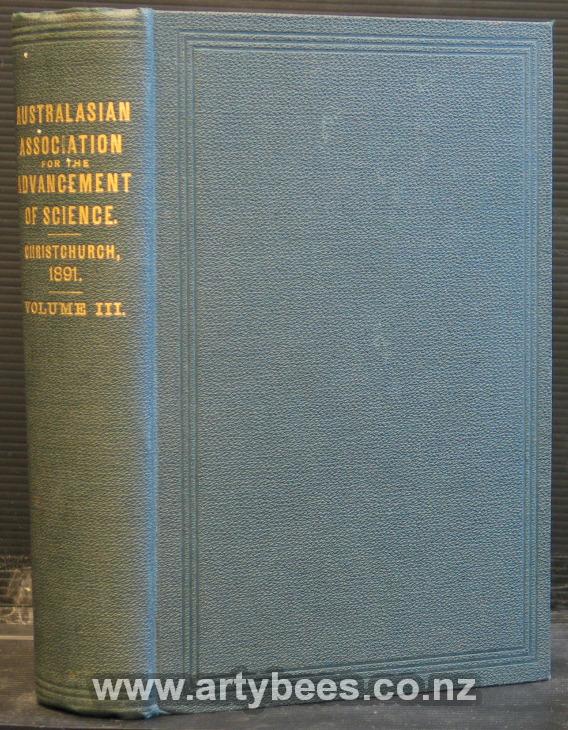 AUSTRALASIAN
ASSOCIATION
FOR THE
ADVANCEMENT
OF SCIENCE.
CHRISTCHURCH,
1891.
VOLUME III.
www.artybees.co.nz